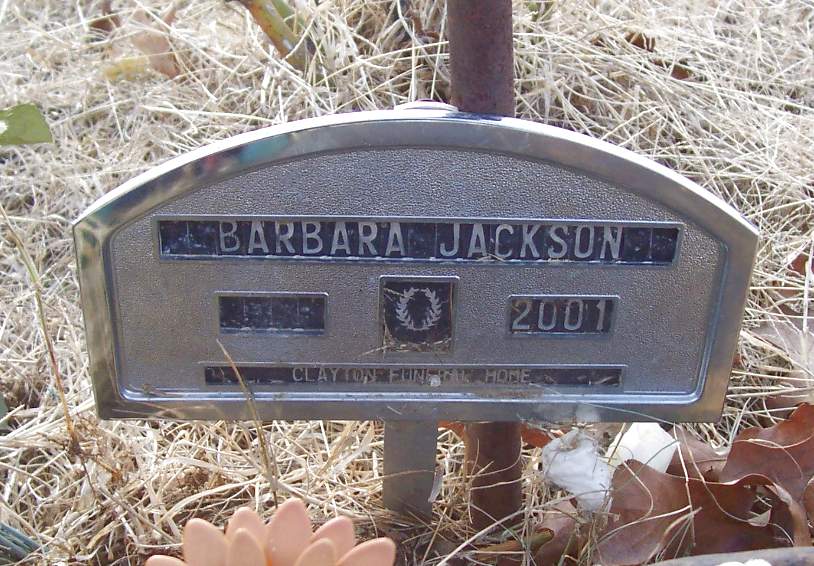 BARBARA JACKSON
2001
CLAYTON FUNERAL HOME